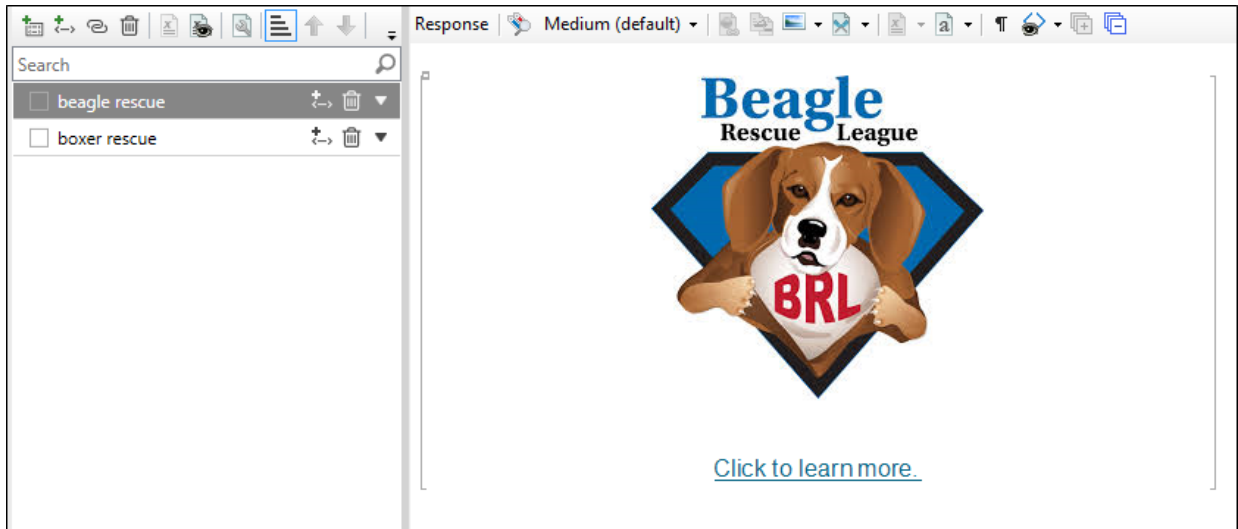 Response
Medium (default)
Search
beagle rescue
boxer rescue
Beagle
Rescue League
BRL
Click to learn more.